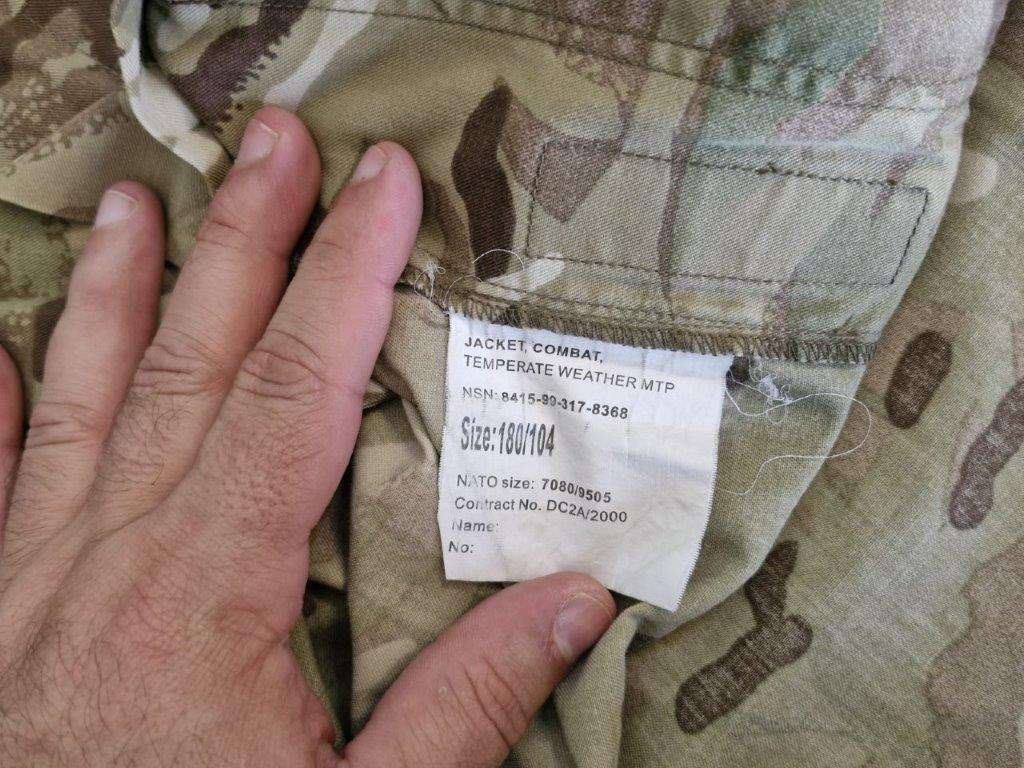 JACKET, COMBAT,
TEMPERATE WEATHER MTP
NSN: 8415-99-317-8368
Size:180/104
NATO size: 7080/9505
Contract No. DC2A/2000
Name:
No: